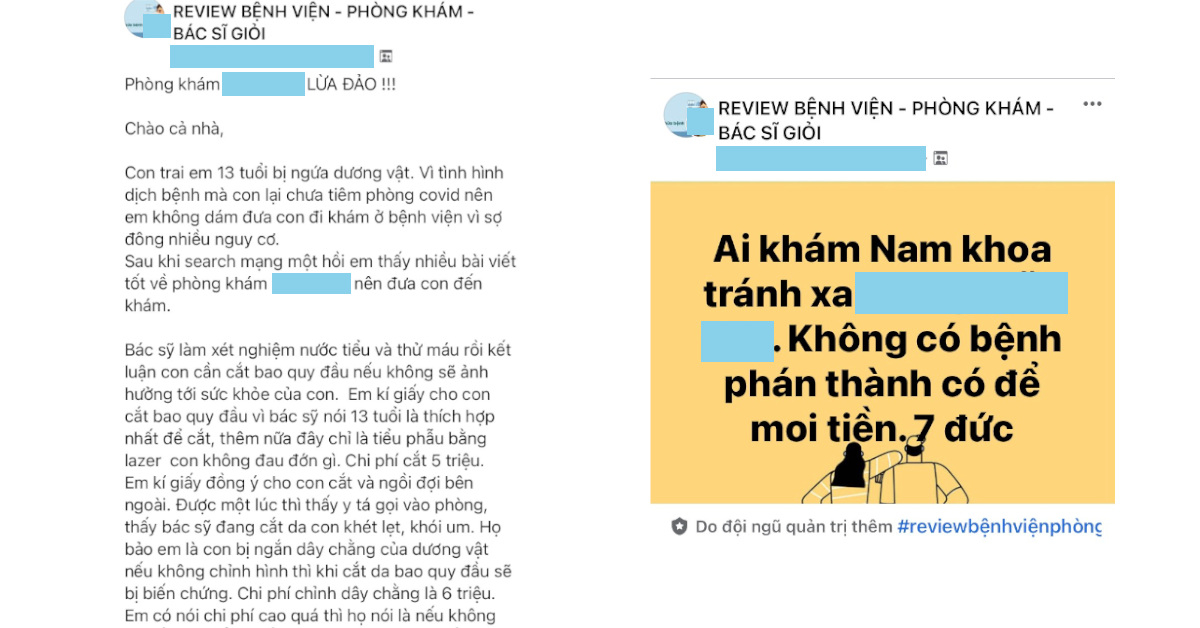 REVIEW BỆNH VIỆN - PHÒNG KHÁM -
BÁC SĨ GIỎI
Phòng khám LỪA ĐẢO !!!
Chào cả nhà,
Con trai em 13 tuổi bị ngứa dương vật. Vì tình hình
dịch bệnh mà con lại chưa tiêm phòng covid nên
em không dám đưa con đi khám ở bệnh viện vì sợ
đông nhiều nguy cơ.
Sau khi search mạng một hồi em thấy nhiều bài viết
tốt về phòng khám nên đưa con đến
khám.
Bác sỹ làm xét nghiệm nước tiểu và thử máu rồi kết
luận con cần cắt bao quy đầu nếu không sẽ ảnh
hưởng tới sức khỏe của con. Em kí giấy cho con
cắt bao quy đầu vì bác sỹ nói 13 tuổi là thích hợp
nhất để cắt, thêm nữa đây chỉ là tiểu phẫu bằng
lazer con không đau đớn gì. Chi phí cắt 5 triệu.
Em kí giấy đồng ý cho con cắt và ngồi đợi bên
ngoài. Được một lúc thì thấy y tá gọi vào phòng,
thấy bác sỹ đang cắt da con khét lẹt, khói um. Họ
bảo em là con bị ngắn dây chằng của dương vật
nếu không chỉnh hình thì khi cắt da bao quy đầu sẽ
bị biến chứng. Chi phí chỉnh dây chằng là 6 triệu.
Em có nói chi phí cao quá thì họ nói là nếu không
REVIEW BỆNH VIỆN - PHÒNG KHÁM -
BÁC SĨ GIỎI
Ai khám Nam khoa
tránh xa
. Không có bệnh
phán thành có để
moi tiền. 7 đức
Do đội ngũ quản trị thêm #reviewbệnhviệnphòng